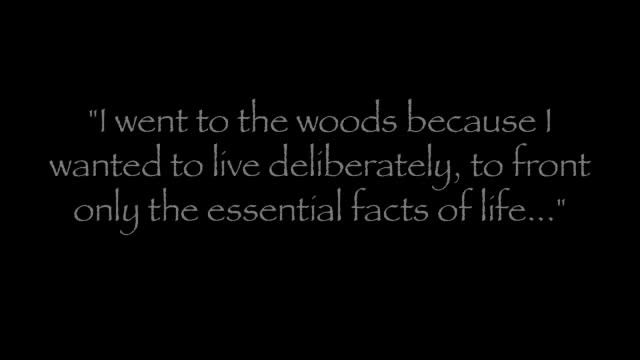 "I went to the woods because I
wanted to live deliberately, to front
only the essential facts of life..."